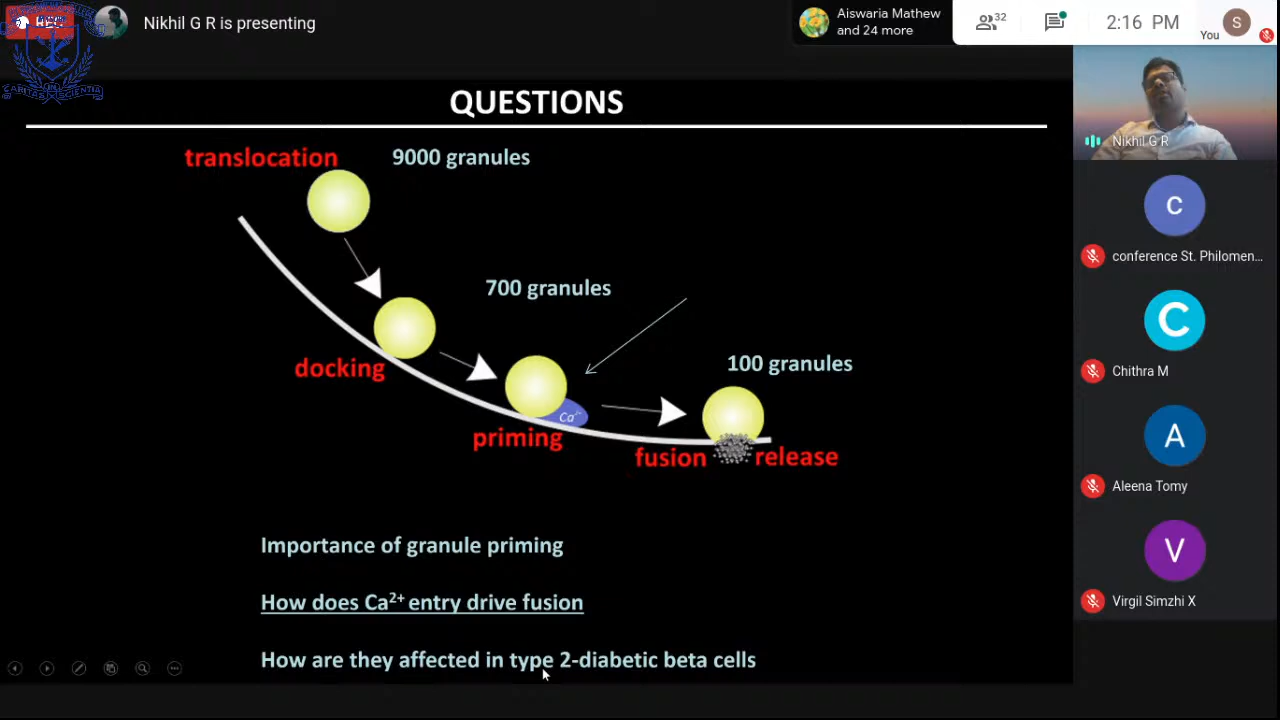 Nikhil G R is presenting
Aiswaria Mathew
and 24 more
32
2:16 PM
You
S
QUESTIONS
translocation
9000 granules
700 granules
docking
100 granules
Ca²⁺
priming
fusion
release
Importance of granule priming
How does Ca²⁺ entry drive fusion
How are they affected in type 2-diabetic beta cells
Nikhil G R
C
conference St. Philomen...
C
Chithra M
A
Aleena Tomy
V
Virgil Simzhi X